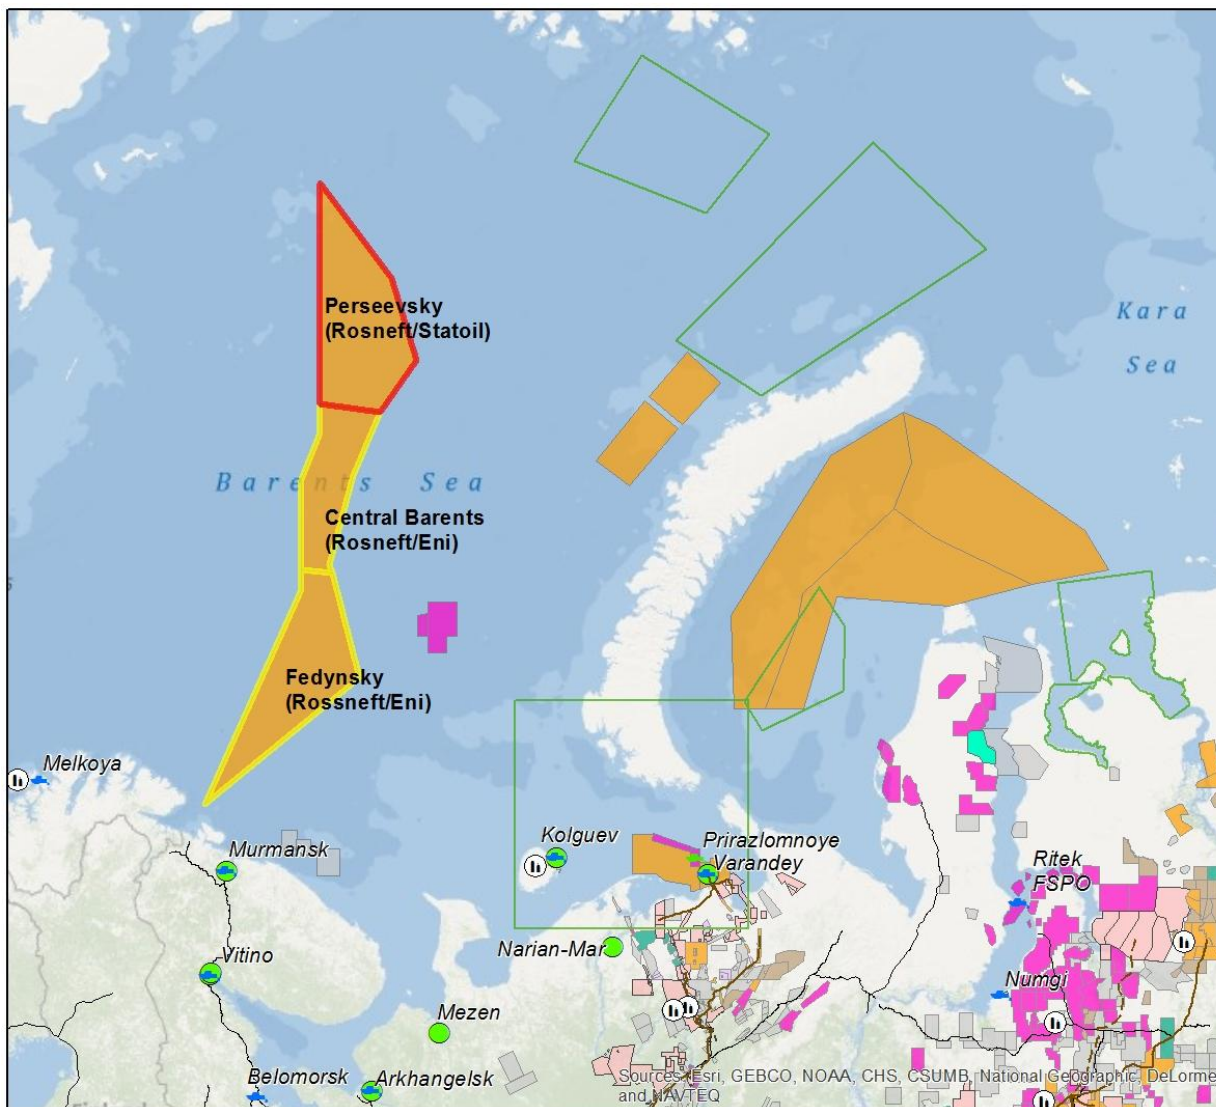 Kara
Sea
Perseevsky
(Rosneft/Statoil)
Barents Sea
Central Barents
(Rosneft/Eni)
Fedynsky
(Rossneft/Eni)
Melkoya
Murmansk
Kolguev
Prirazlomnoye
Varandey
Ritek
FSPO
Vitino
Narian-Mar
Numgi
Mezen
Belomorsk
Arkhangelsk
Sources: Esri, GEBCO, NOAA, CHS, CSUMB, National Geographic, DeLorme,
and NAVTEQ